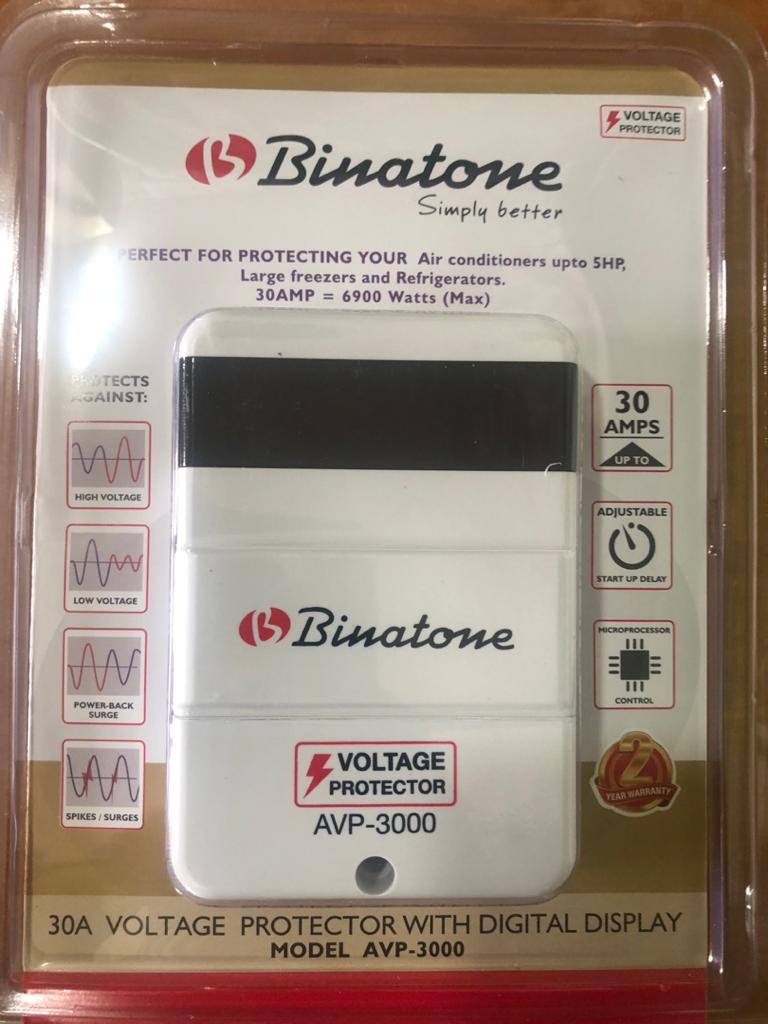 VOLTAGE
PROTECTOR
Binatone
Simply better
PERFECT FOR PROTECTING YOUR Air conditioners upto 5HP,
Large freezers and Refrigerators.
30AMP = 6900 Watts (Max)
PROTECTS
AGAINST:
HIGH VOLTAGE
LOW VOLTAGE
POWER-BACK
SURGE
SPIKES / SURGES
30
AMPS
UP TO
ADJUSTABLE
START UP DELAY
MICROPROCESSOR
CONTROL
2
YEAR WARRANTY
Binatone
VOLTAGE
PROTECTOR
AVP-3000
30A VOLTAGE PROTECTOR WITH DIGITAL DISPLAY
MODEL AVP-3000